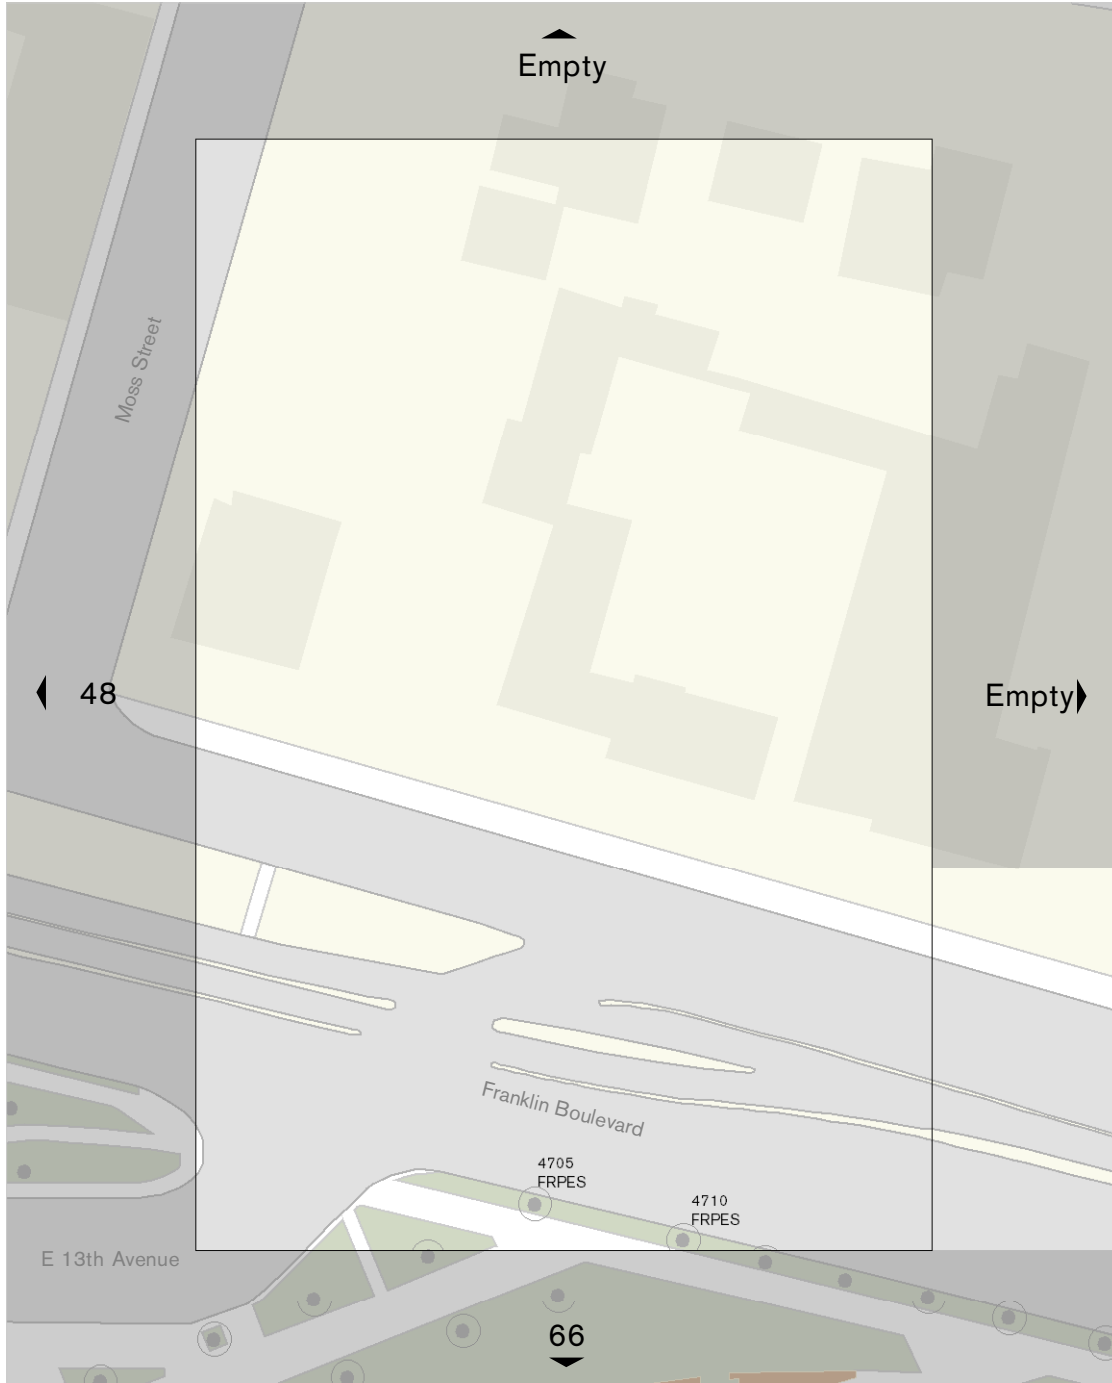 Empty
Moss Street
48
Empty
Franklin Boulevard
4705
FRPES
4710
FRPES
E 13th Avenue
66